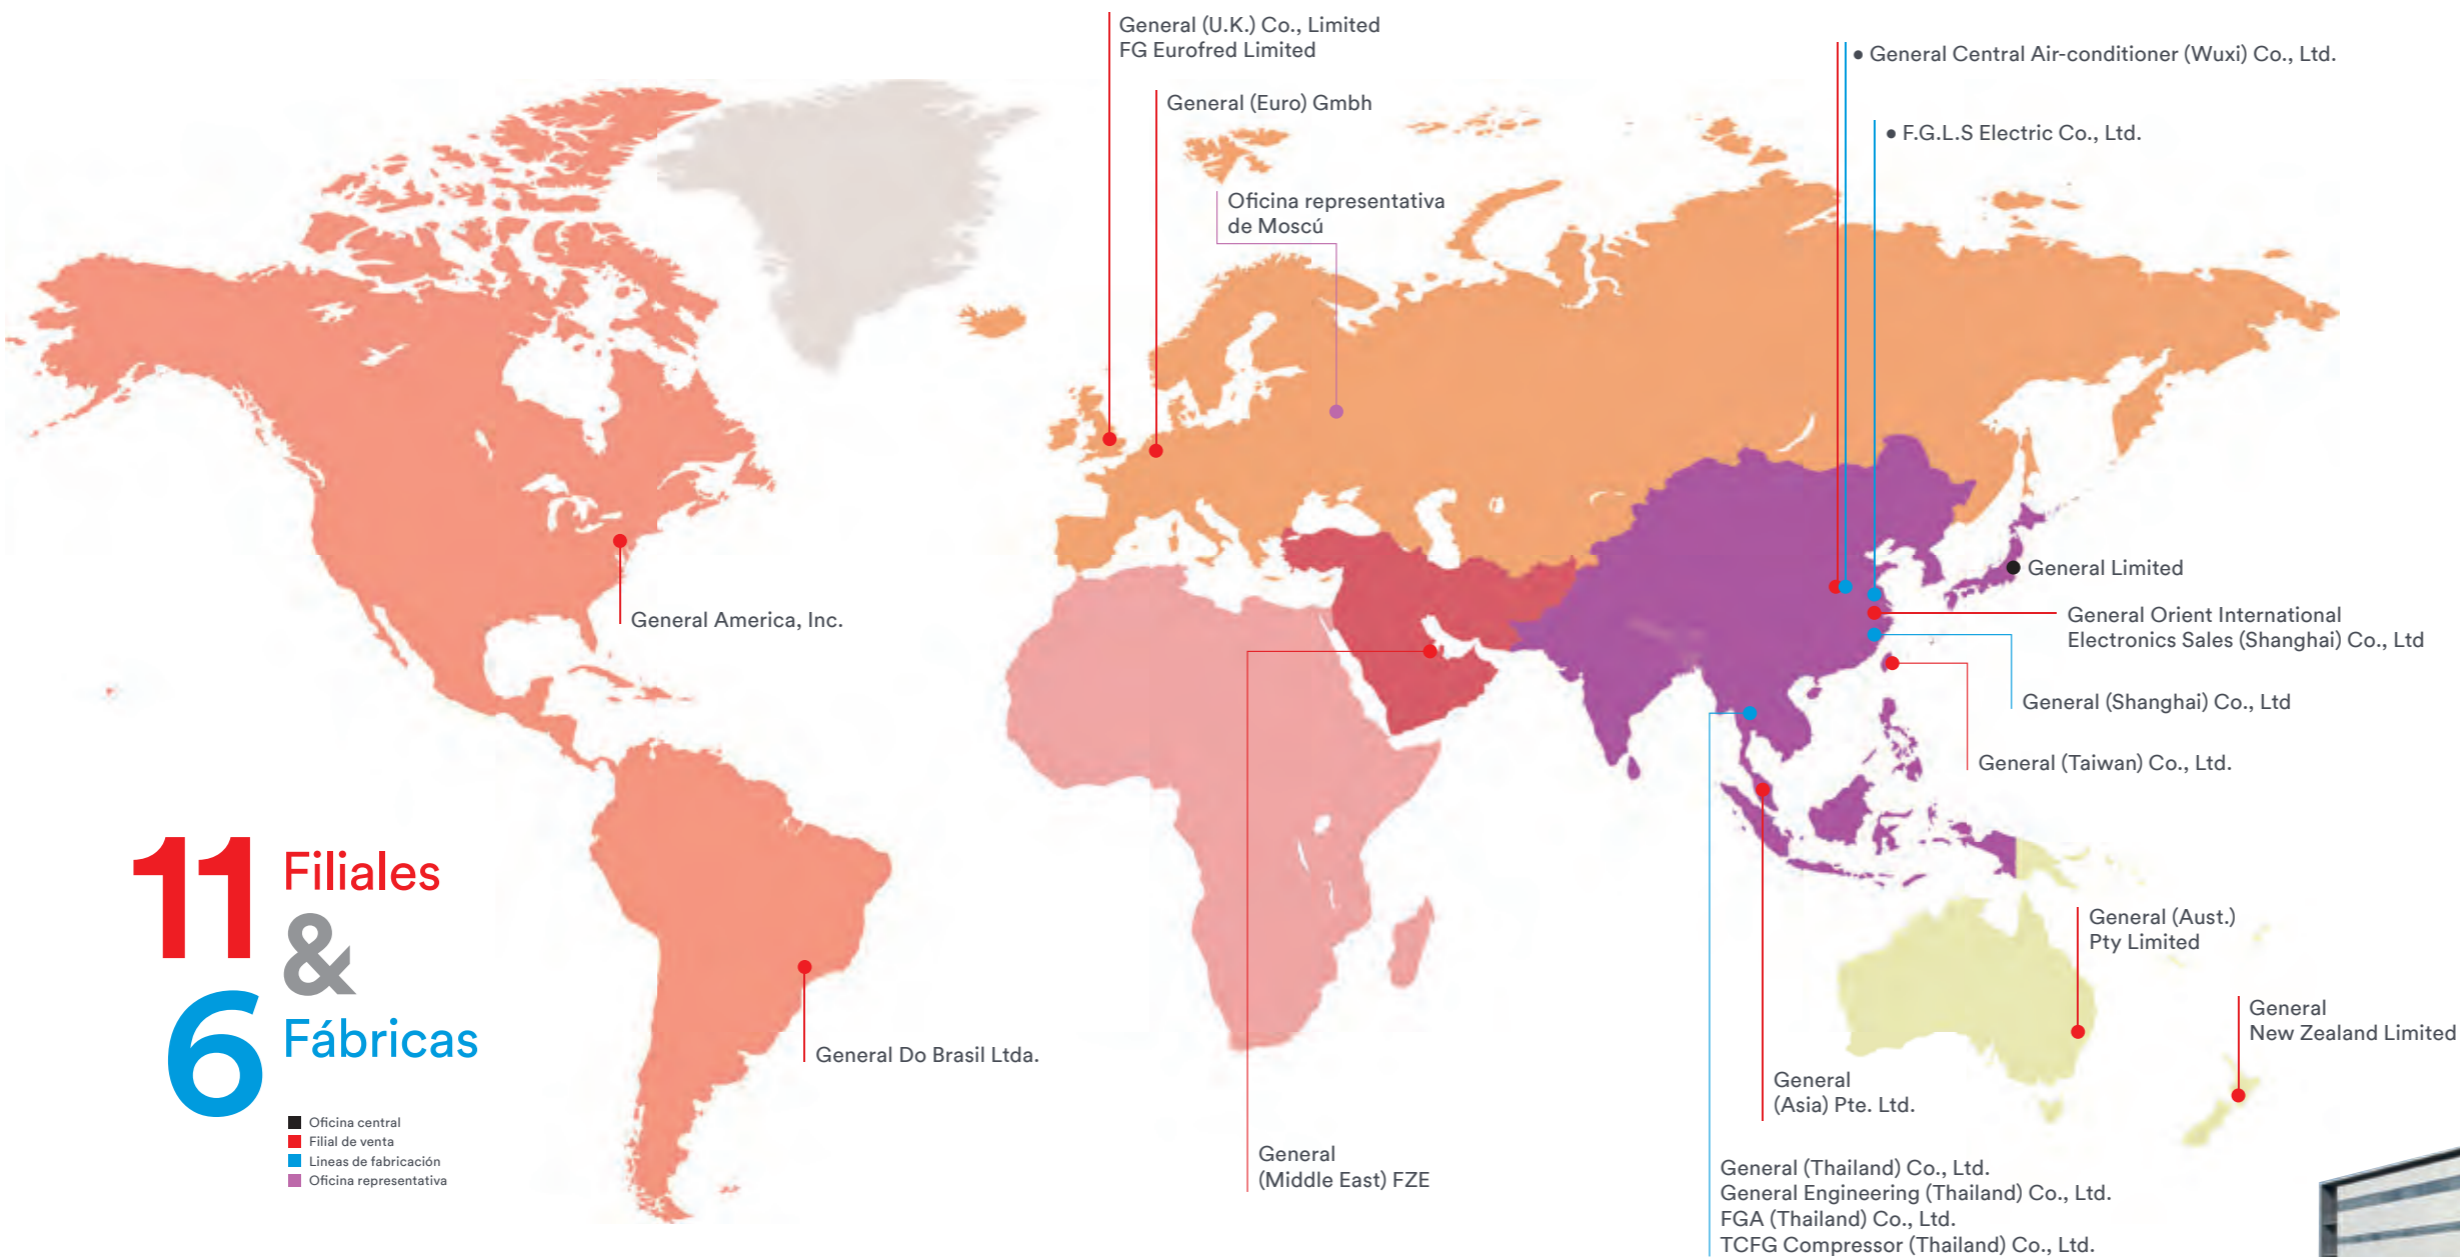 General (U.K.) Co., Limited
FG Eurofred Limited
General (Euro) Gmbh
Oficina representativa
de Moscú
• General Central Air-conditioner (Wuxi) Co., Ltd.
• F.G.L.S Electric Co., Ltd.
General Limited
General Orient International
Electronics Sales (Shanghai) Co., Ltd
General (Shanghai) Co., Ltd
General (Taiwan) Co., Ltd.
General America, Inc.
General Do Brasil Ltda.
General
(Middle East) FZE
General (Aust.)
Pty Limited
General
New Zealand Limited
General
(Asia) Pte. Ltd.
General (Thailand) Co., Ltd.
General Engineering (Thailand) Co., Ltd.
FGA (Thailand) Co., Ltd.
TCFG Compressor (Thailand) Co., Ltd.
11 Filiales
&
6 Fábricas
Oficina central
Filial de venta
Lineas de fabricación
Oficina representativa